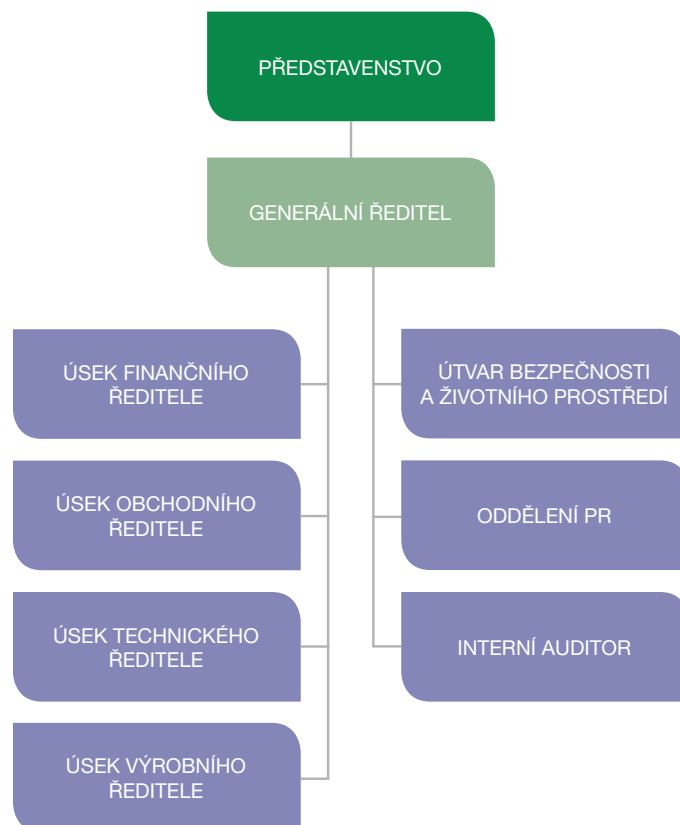 PŘEDSTAVENSTVO
GENERÁLNÍ ŘEDITEL
ÚSEK FINANČNÍHO
ŘEDITELE
ÚSEK OBCHODNÍHO
ŘEDITELE
ÚSEK TECHNICKÉHO
ŘEDITELE
ÚSEK VÝROBNÍHO
ŘEDITELE
ÚTVAR BEZPEČNOSTI
A ŽIVOTNÍHO PROSTŘEDÍ
ODDĚLENÍ PR
INTERNÍ AUDITOR